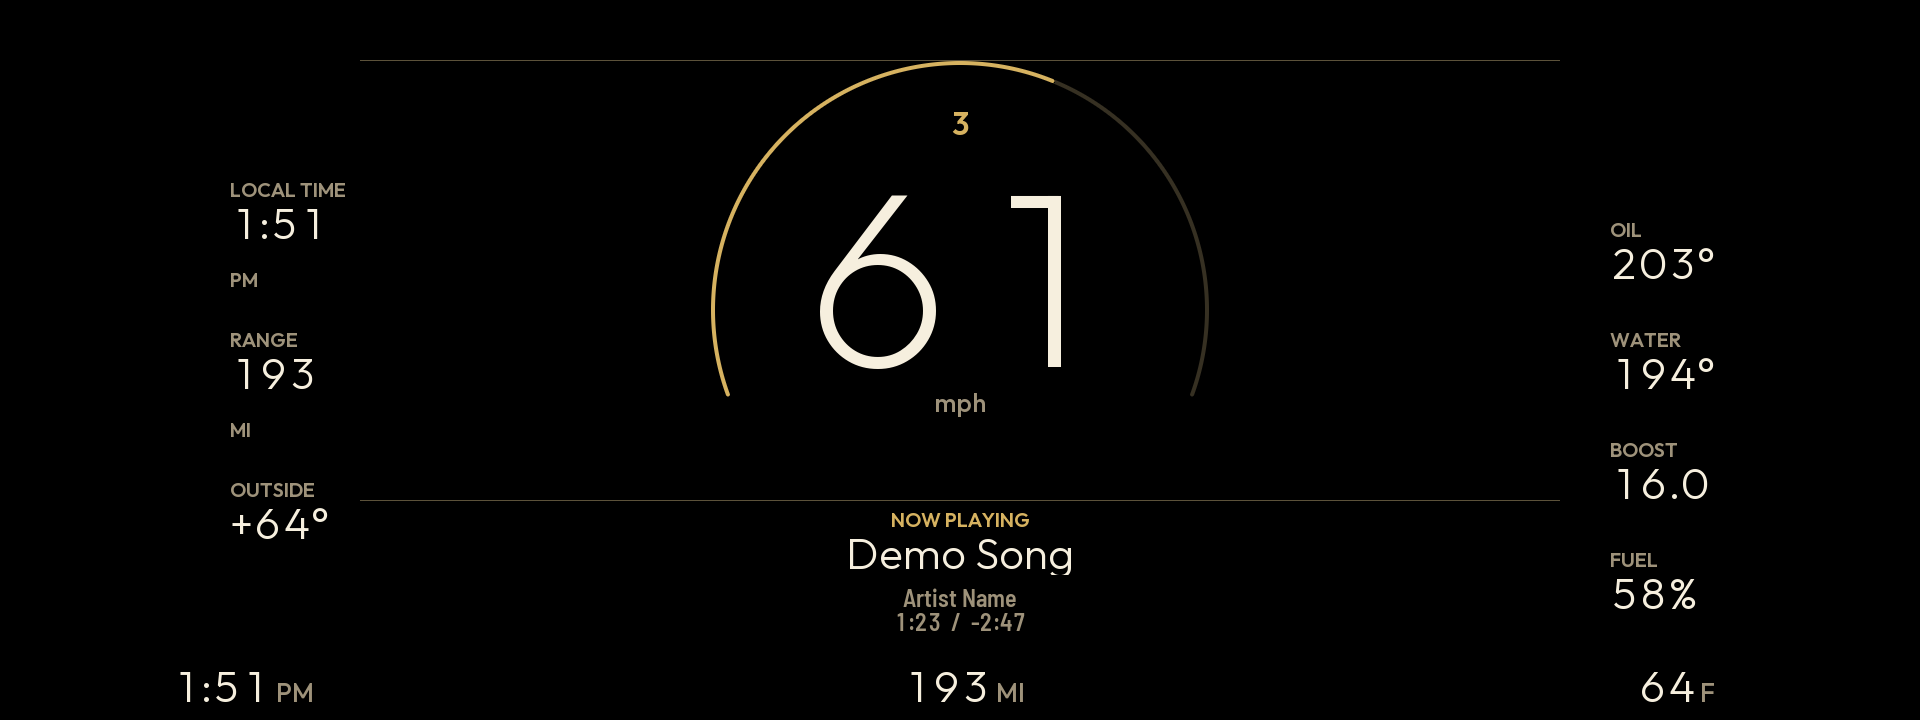 3
61
mph
LOCAL TIME
1:51
PM
RANGE
193
MI
OUTSIDE
+64°
OIL
203°
WATER
194°
BOOST
16.0
FUEL
58%
NOW PLAYING
Demo Song
Artist Name
1:23 / -2:47
1:51 PM
193 MI
64 F